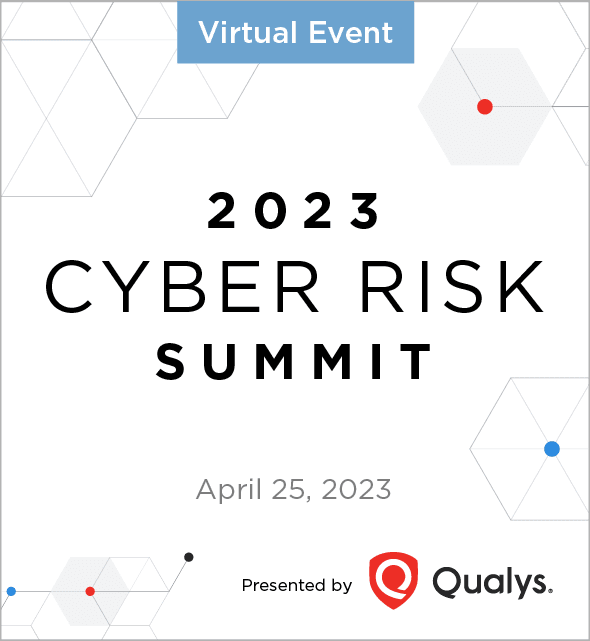 Virtual Event
2023
CYBER RISK
SUMMIT
April 25, 2023
Presented by Qualys®